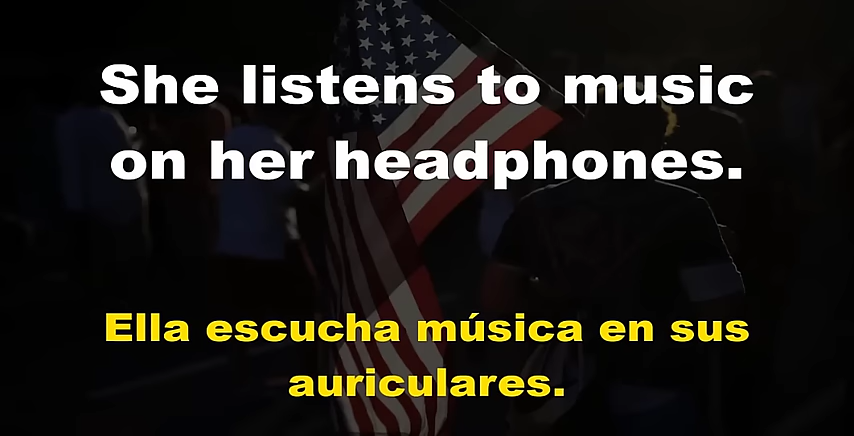 She listens to music
on her headphones.
Ella escucha música en sus
auriculares.